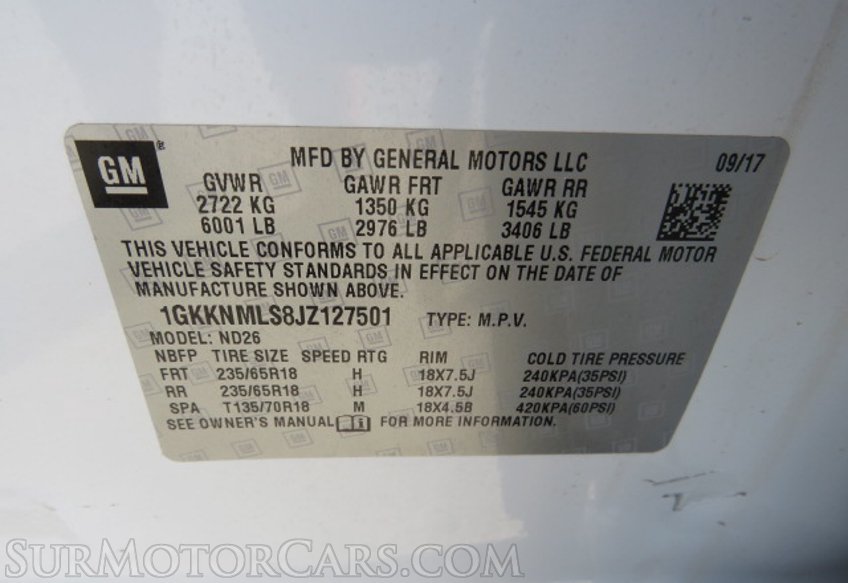 GM
MFD BY GENERAL MOTORS LLC 09/17
GVWR GAWR FRT GAWR RR
2722 KG 1350 KG 1545 KG
6001 LB 2976 LB 3406 LB
THIS VEHICLE CONFORMS TO ALL APPLICABLE U.S. FEDERAL MOTOR
VEHICLE SAFETY STANDARDS IN EFFECT ON THE DATE OF
MANUFACTURE SHOWN ABOVE.
1GKKNMLS8JZ127501 TYPE: M.P.V.
MODEL: ND26
NBFP TIRE SIZE SPEED RTG RIM COLD TIRE PRESSURE
FRT 235/65R18 H 18X7.5J 240KPA(35PSI)
RR 235/65R18 H 18X7.5J 240KPA(35PSI)
SPA T135/70R18 M 18X4.5B 420KPA(60PSI)
SEE OWNER'S MANUAL FOR MORE INFORMATION.
SURMOTORCARS.COM